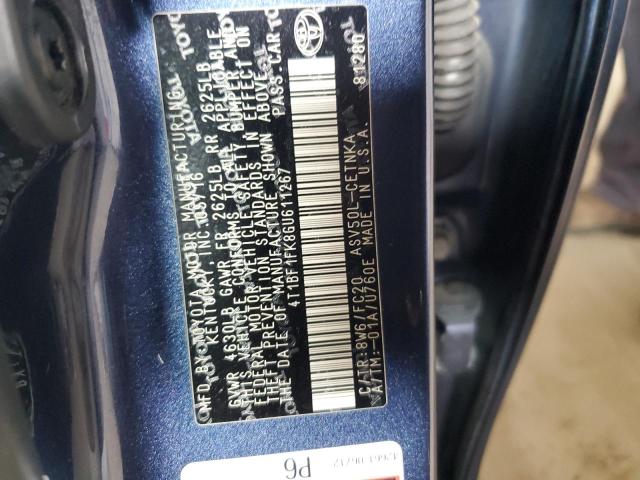 MFD.BY:TOYOTA MOTOR MANUFACTURING,
KENTUCKY, INC.
GVWR 4630LB GAWR FR 2625LB RR 2625LB
THIS VEHICLE CONFORMS TO ALL APPLICABLE
FEDERAL MOTOR VEHICLE SAFETY, BUMPER, AND
THEFT PREVENTION STANDARDS IN EFFECT ON
THE DATE OF MANUFACTURE SHOWN ABOVE.
4T1BF1FK8GU611267 PASS.CAR
C/TR:8W6/FC20 ASV50L-CETNKA 81280
A/TM:-01A/U760E MADE IN U.S.A.
P6